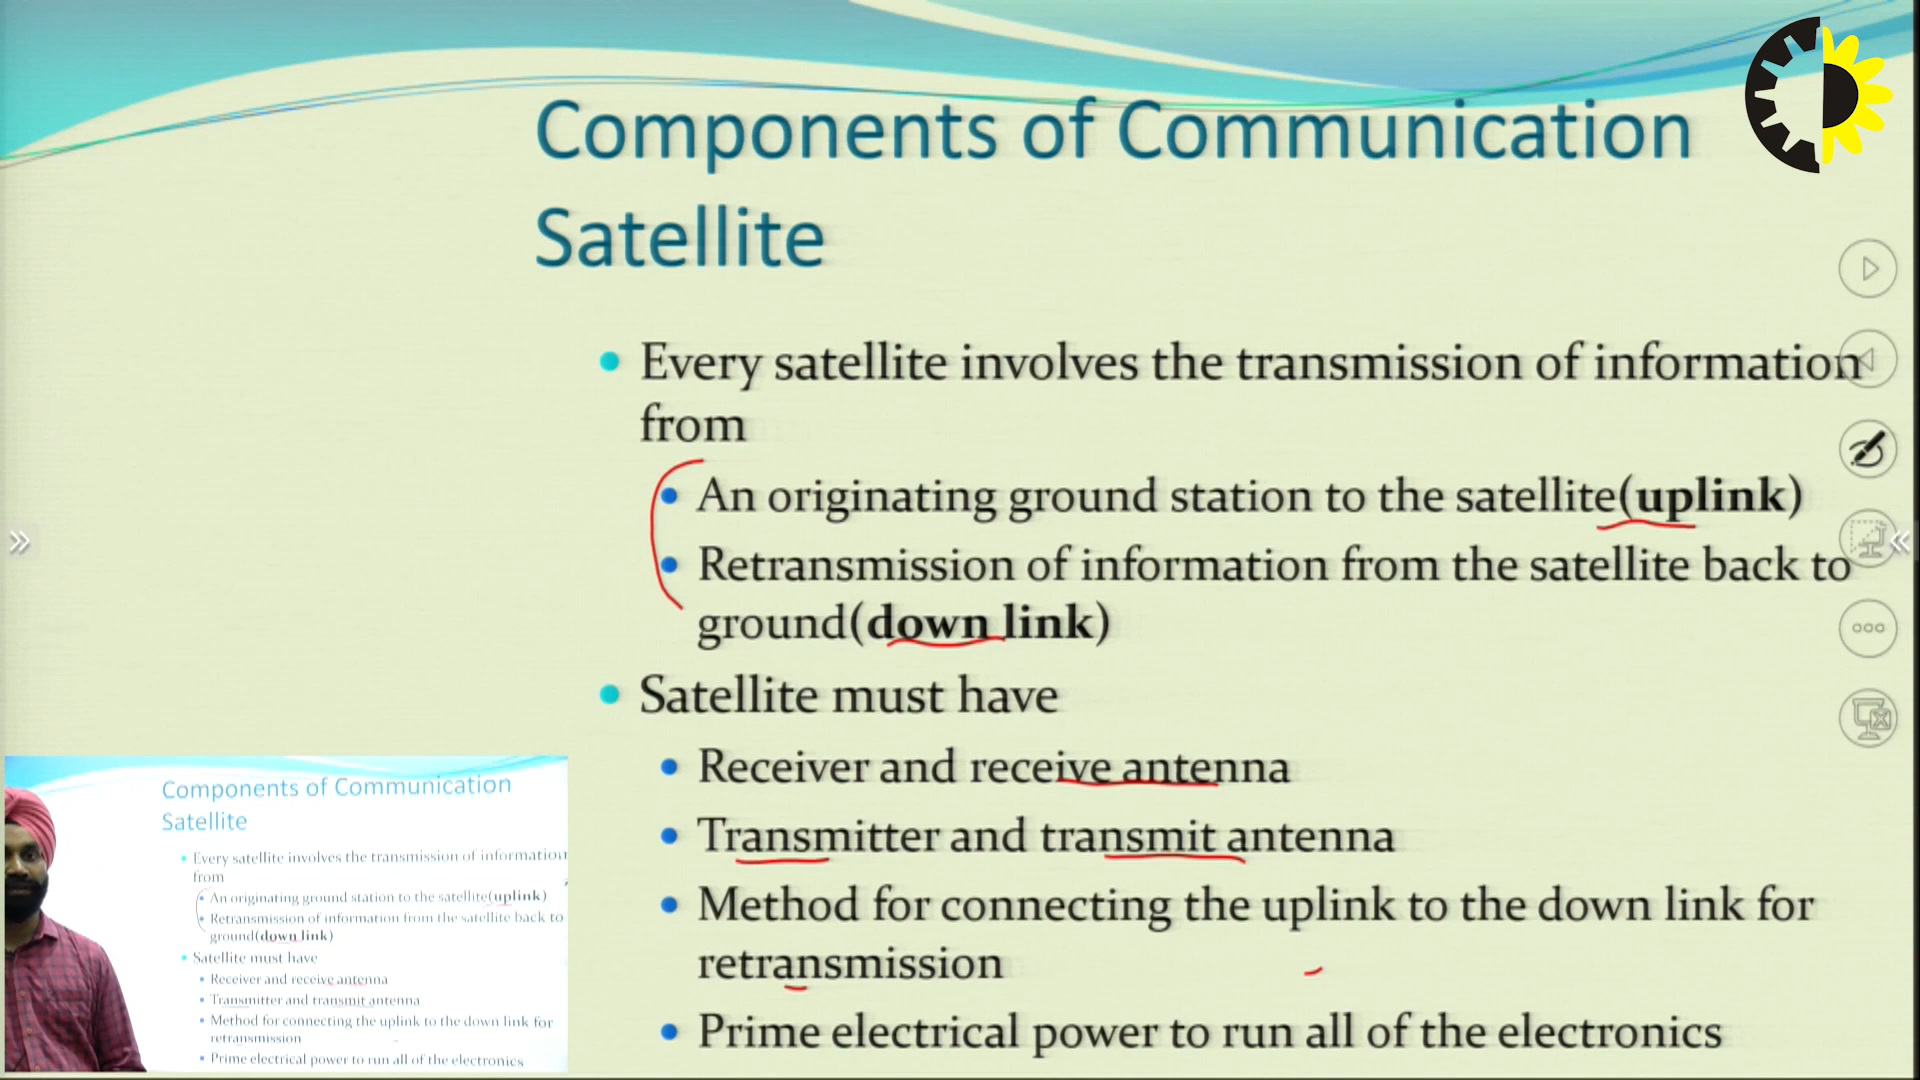 Components of Communication
Satellite
Every satellite involves the transmission of information
from
An originating ground station to the satellite(uplink)
Retransmission of information from the satellite back to
ground(down link)
Satellite must have
Receiver and receive antenna
Transmitter and transmit antenna
Method for connecting the uplink to the down link for
retransmission
Prime electrical power to run all of the electronics
Components of Communication
Satellite
Every satellite involves the transmission of information
from
An originating ground station to the satellite(uplink)
Retransmission of information from the satellite back to
ground(down link)
Satellite must have
Receiver and receive antenna
Transmitter and transmit antenna
Method for connecting the uplink to the down link for
retransmission
Prime electrical power to run all of the electronics